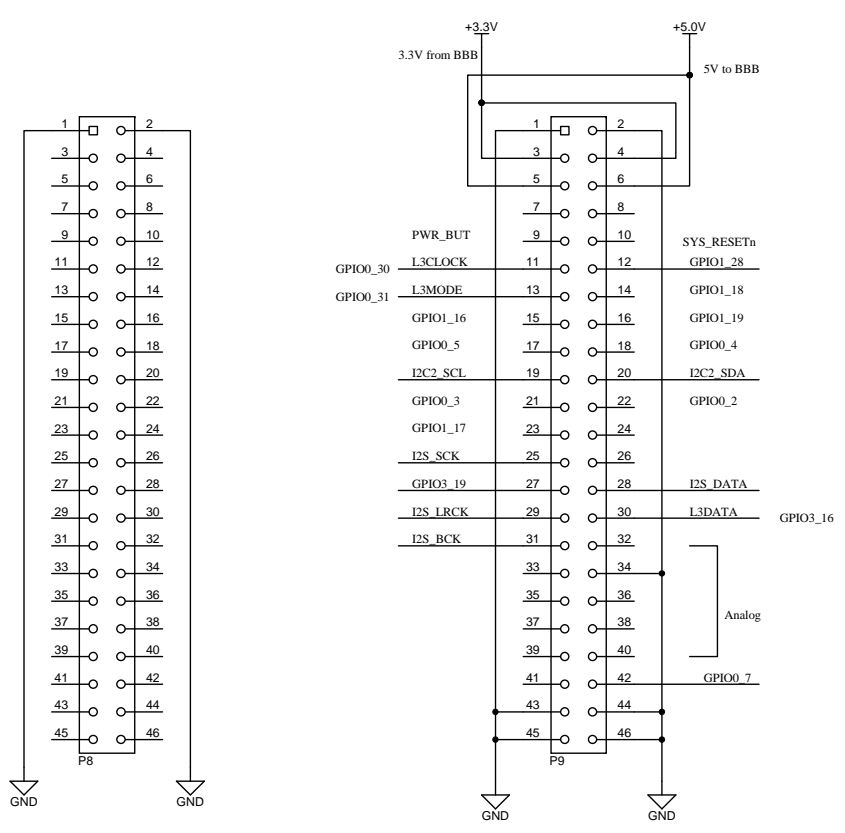 +3.3V +5.0V
3.3V from BBB
5V to BBB
1 2 1 2
3 4 3 4
5 6 5 6
7 8 7 8
9 10 PWR_BUT 9 10 SYS_RESETn
11 12 GPIO0_30 L3CLOCK 11 12 GPIO1_28
13 14 GPIO0_31 L3MODE 13 14 GPIO1_18
15 16 GPIO1_16 15 16 GPIO1_19
17 18 GPIO0_5 17 18 GPIO0_4
19 20 I2C2_SCL 19 20 I2C2_SDA
21 22 GPIO0_3 21 22 GPIO0_2
23 24 GPIO1_17 23 24
25 26 I2S_SCK 25 26
27 28 GPIO3_19 27 28 I2S_DATA
29 30 I2S_LRCK 29 30 L3DATA GPIO3_16
31 32 I2S_BCK 31 32
33 34 33 34
35 36 35 36
Analog
37 38 37 38
39 40 39 40
41 42 41 42 GPIO0_7
43 44 43 44
45 46 45 46
P8 P9
GND GND GND GND